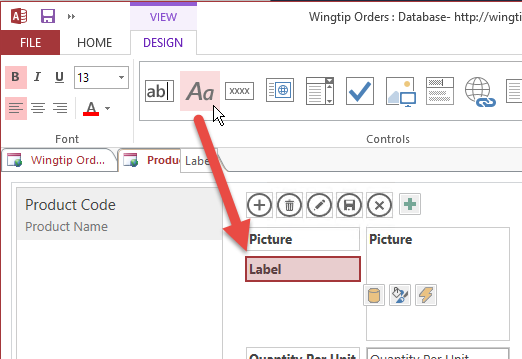 VIEW
Wingtip Orders : Database- http://wingti
FILE
HOME
DESIGN
B I U 13
A
Font
ab
Aa
xxxx
Controls
Wingtip Ord...
Produc
Label
Product Code
Product Name
Picture
Picture
Label
Quantity Per Unit
Quantity Per Unit